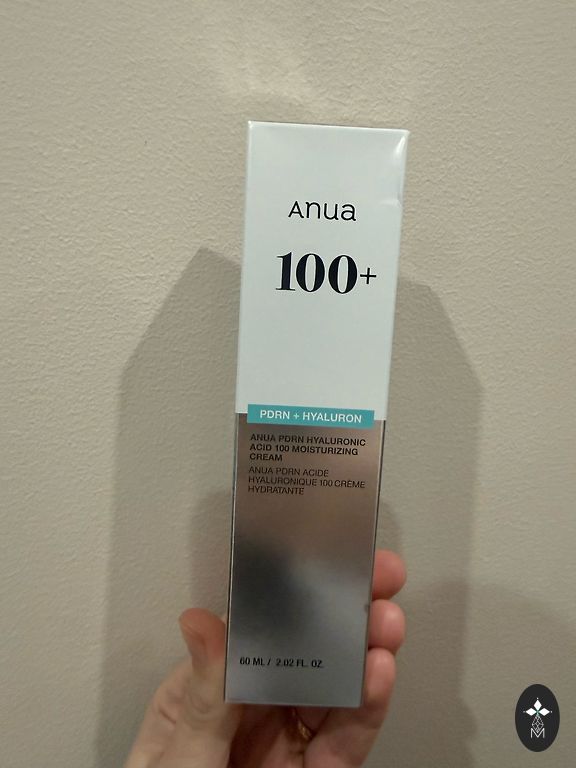 Anua
100+
PDRN + HYALURON
ANUA PDRN HYALURONIC
ACID 100 MOISTURIZING
CREAM
ANUA PDRN ACIDE
HYALURONIQUE 100 CRÈME
HYDRATANTE
60 ML / 2.02 FL. OZ.
M